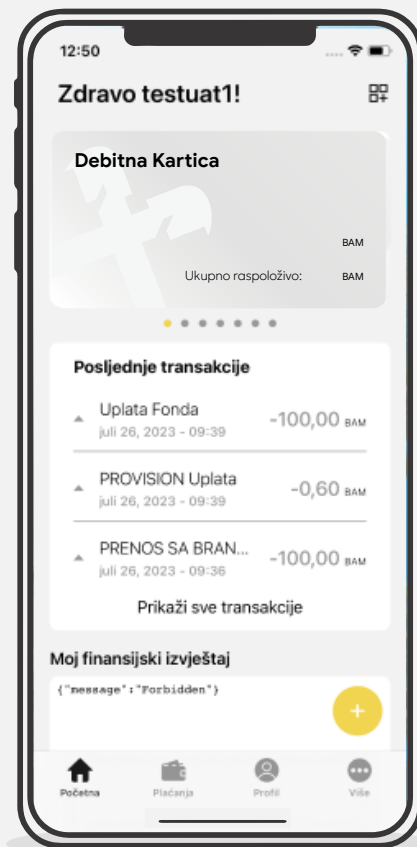 12:50
Zdravo testuat1!
Debitna Kartica
BAM
Ukupno raspoloživo: BAM
Posljednje transakcije
Uplata Fonda -100,00 BAM
juli 26, 2023 - 09:39
PROVISION Uplata -0,60 BAM
juli 26, 2023 - 09:39
PRENOS SA BRAN... -100,00 BAM
juli 26, 2023 - 09:36
Prikaži sve transakcije
Moj finansijski izvještaj
{"message":"Forbidden"}
+
Početna Plaćanja Profil Više